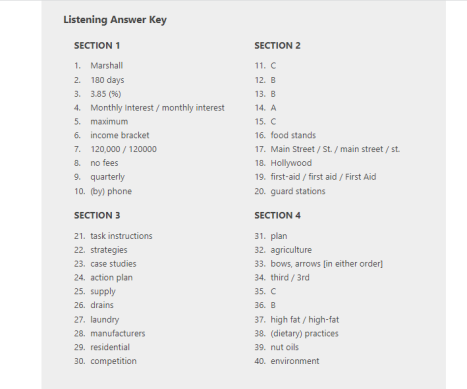 Listening Answer Key
SECTION 1
1. Marshall
2. 180 days
3. 3.85 (%)
4. Monthly Interest / monthly interest
5. maximum
6. income bracket
7. 120,000 / 120000
8. no fees
9. quarterly
10. (by) phone
SECTION 2
11. C
12. B
13. B
14. A
15. C
16. food stands
17. Main Street / St. / main street / st.
18. Hollywood
19. first-aid / first aid / First Aid
20. guard stations
SECTION 3
21. task instructions
22. strategies
23. case studies
24. action plan
25. supply
26. drains
27. laundry
28. manufacturers
29. residential
30. competition
SECTION 4
31. plan
32. agriculture
33. bows, arrows [in either order]
34. third / 3rd
35. C
36. B
37. high fat / high-fat
38. (dietary) practices
39. nut oils
40. environment